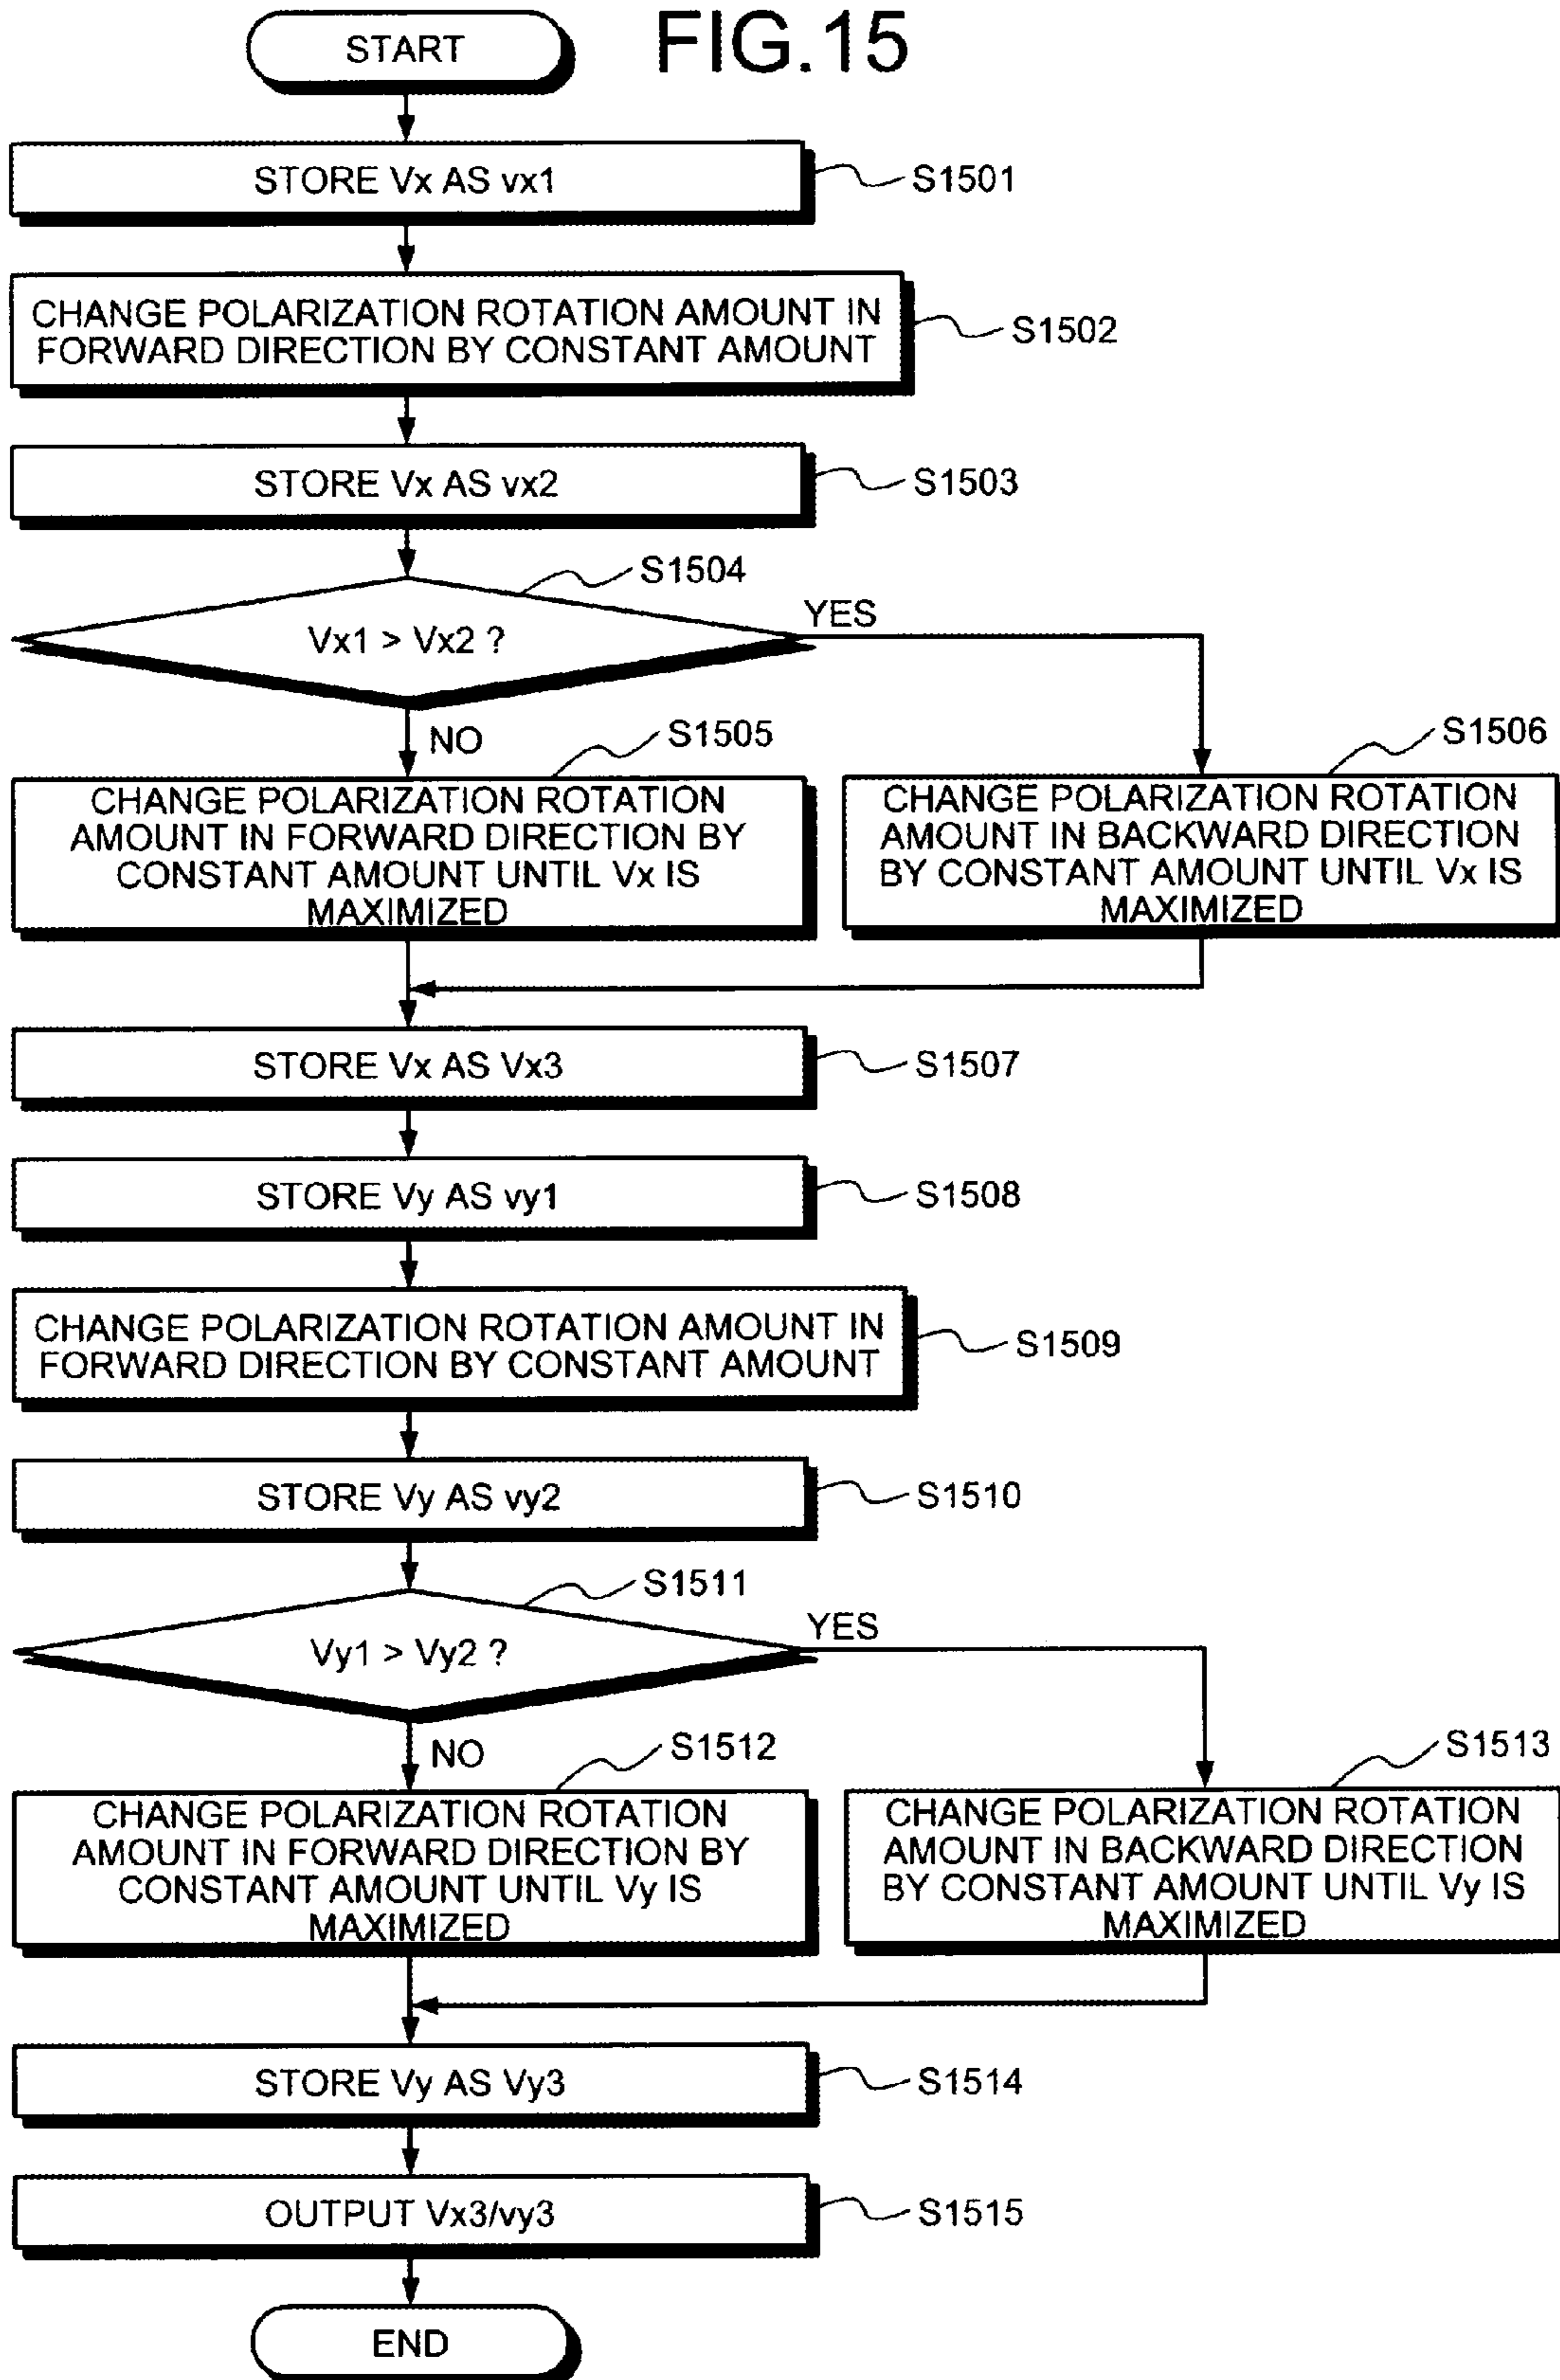 FIG.15
START
STORE Vx AS vx1
S1501
CHANGE POLARIZATION ROTATION AMOUNT IN
FORWARD DIRECTION BY CONSTANT AMOUNT
S1502
STORE Vx AS vx2
S1503
S1504
Vx1 > Vx2 ?
YES
NO
S1505
CHANGE POLARIZATION ROTATION
AMOUNT IN FORWARD DIRECTION BY
CONSTANT AMOUNT UNTIL Vx IS
MAXIMIZED
S1506
CHANGE POLARIZATION ROTATION
AMOUNT IN BACKWARD DIRECTION
BY CONSTANT AMOUNT UNTIL Vx IS
MAXIMIZED
STORE Vx AS Vx3
S1507
STORE Vy AS vy1
S1508
CHANGE POLARIZATION ROTATION AMOUNT IN
FORWARD DIRECTION BY CONSTANT AMOUNT
S1509
STORE Vy AS vy2
S1510
S1511
Vy1 > Vy2 ?
YES
NO
S1512
CHANGE POLARIZATION ROTATION
AMOUNT IN FORWARD DIRECTION BY
CONSTANT AMOUNT UNTIL Vy IS
MAXIMIZED
S1513
CHANGE POLARIZATION ROTATION
AMOUNT IN BACKWARD DIRECTION
BY CONSTANT AMOUNT UNTIL Vy IS
MAXIMIZED
STORE Vy AS Vy3
S1514
OUTPUT Vx3/vy3
S1515
END